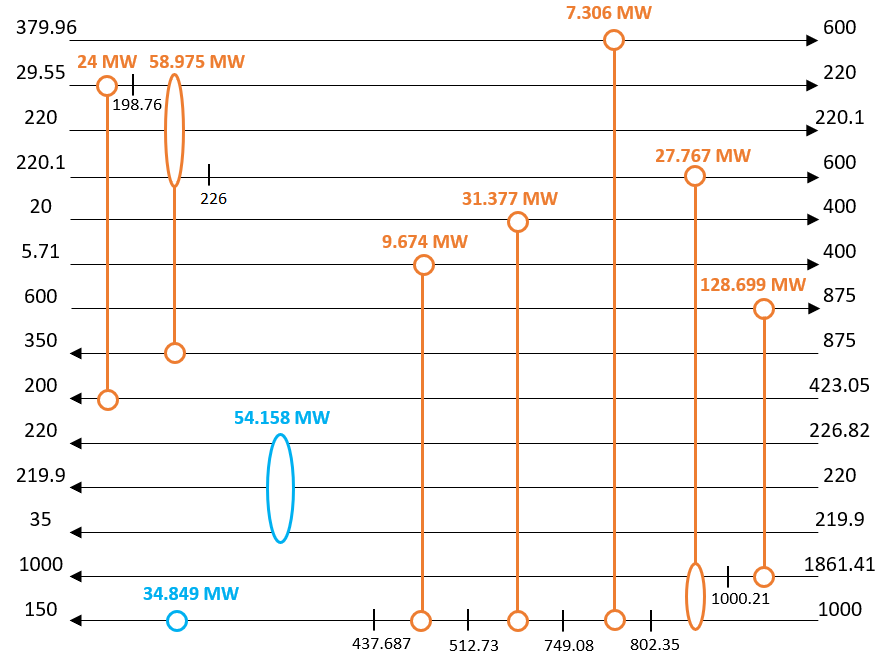 7.306 MW
379.96 600
24 MW 58.975 MW
29.55 220
198.76
220 220.1
27.767 MW
220.1 600
226
31.377 MW
20 400
9.674 MW
5.71 400
128.699 MW
600 875
350 875
200 423.05
54.158 MW
220 226.82
219.9 220
35 219.9
1000 1861.41
34.849 MW
1000.21
150 1000
437.687 512.73 749.08 802.35